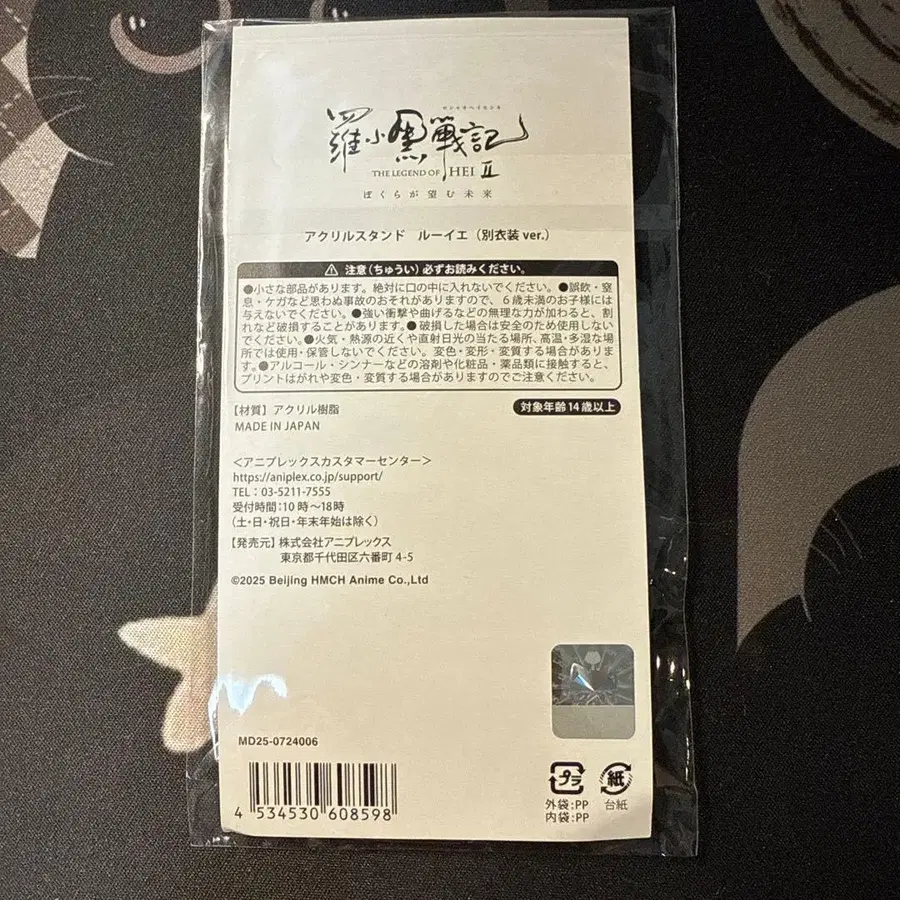 ロシャオヘイセンキ
羅小黒戦記
THE LEGEND OF HEI II
ぼくらが望む未来
アクリルスタンド ルーイエ（別衣装 ver.）
注意（ちゅうい）必ずお読みください。
●小さな部品があります。絶対に口の中に入れないでください。●誤飲・窒
息・ケガなど思わぬ事故のおそれがありますので、6歳未満のお子様には
与えないでください。●強い衝撃や曲げるなどの無理な力が加わると、割
れなど破損することがあります。●破損した場合は安全のため使用しない
でください。●火気・熱源の近くや直射日光の当たる場所、高温・多湿な場
所では使用・保管しないでください。変色・変形・変質する場合がありま
す。●アルコール・シンナーなどの溶剤や化粧品・薬品類に接触すると、
プリントはがれや変色・変質する場合がありますのでご注意ください。
【材質】アクリル樹脂
対象年齢14歳以上
MADE IN JAPAN
＜アニプレックスカスタマーセンター＞
https://aniplex.co.jp/support/
TEL：03-5211-7555
受付時間：10時～18時
（土・日・祝日・年末年始は除く）
【発売元】株式会社アニプレックス
東京都千代田区六番町 4-5
©2025 Beijing HMCH Anime Co.,Ltd
MD25-0724006
4 534530 608598
プラ
紙
外袋：PP
内袋：PP
台紙